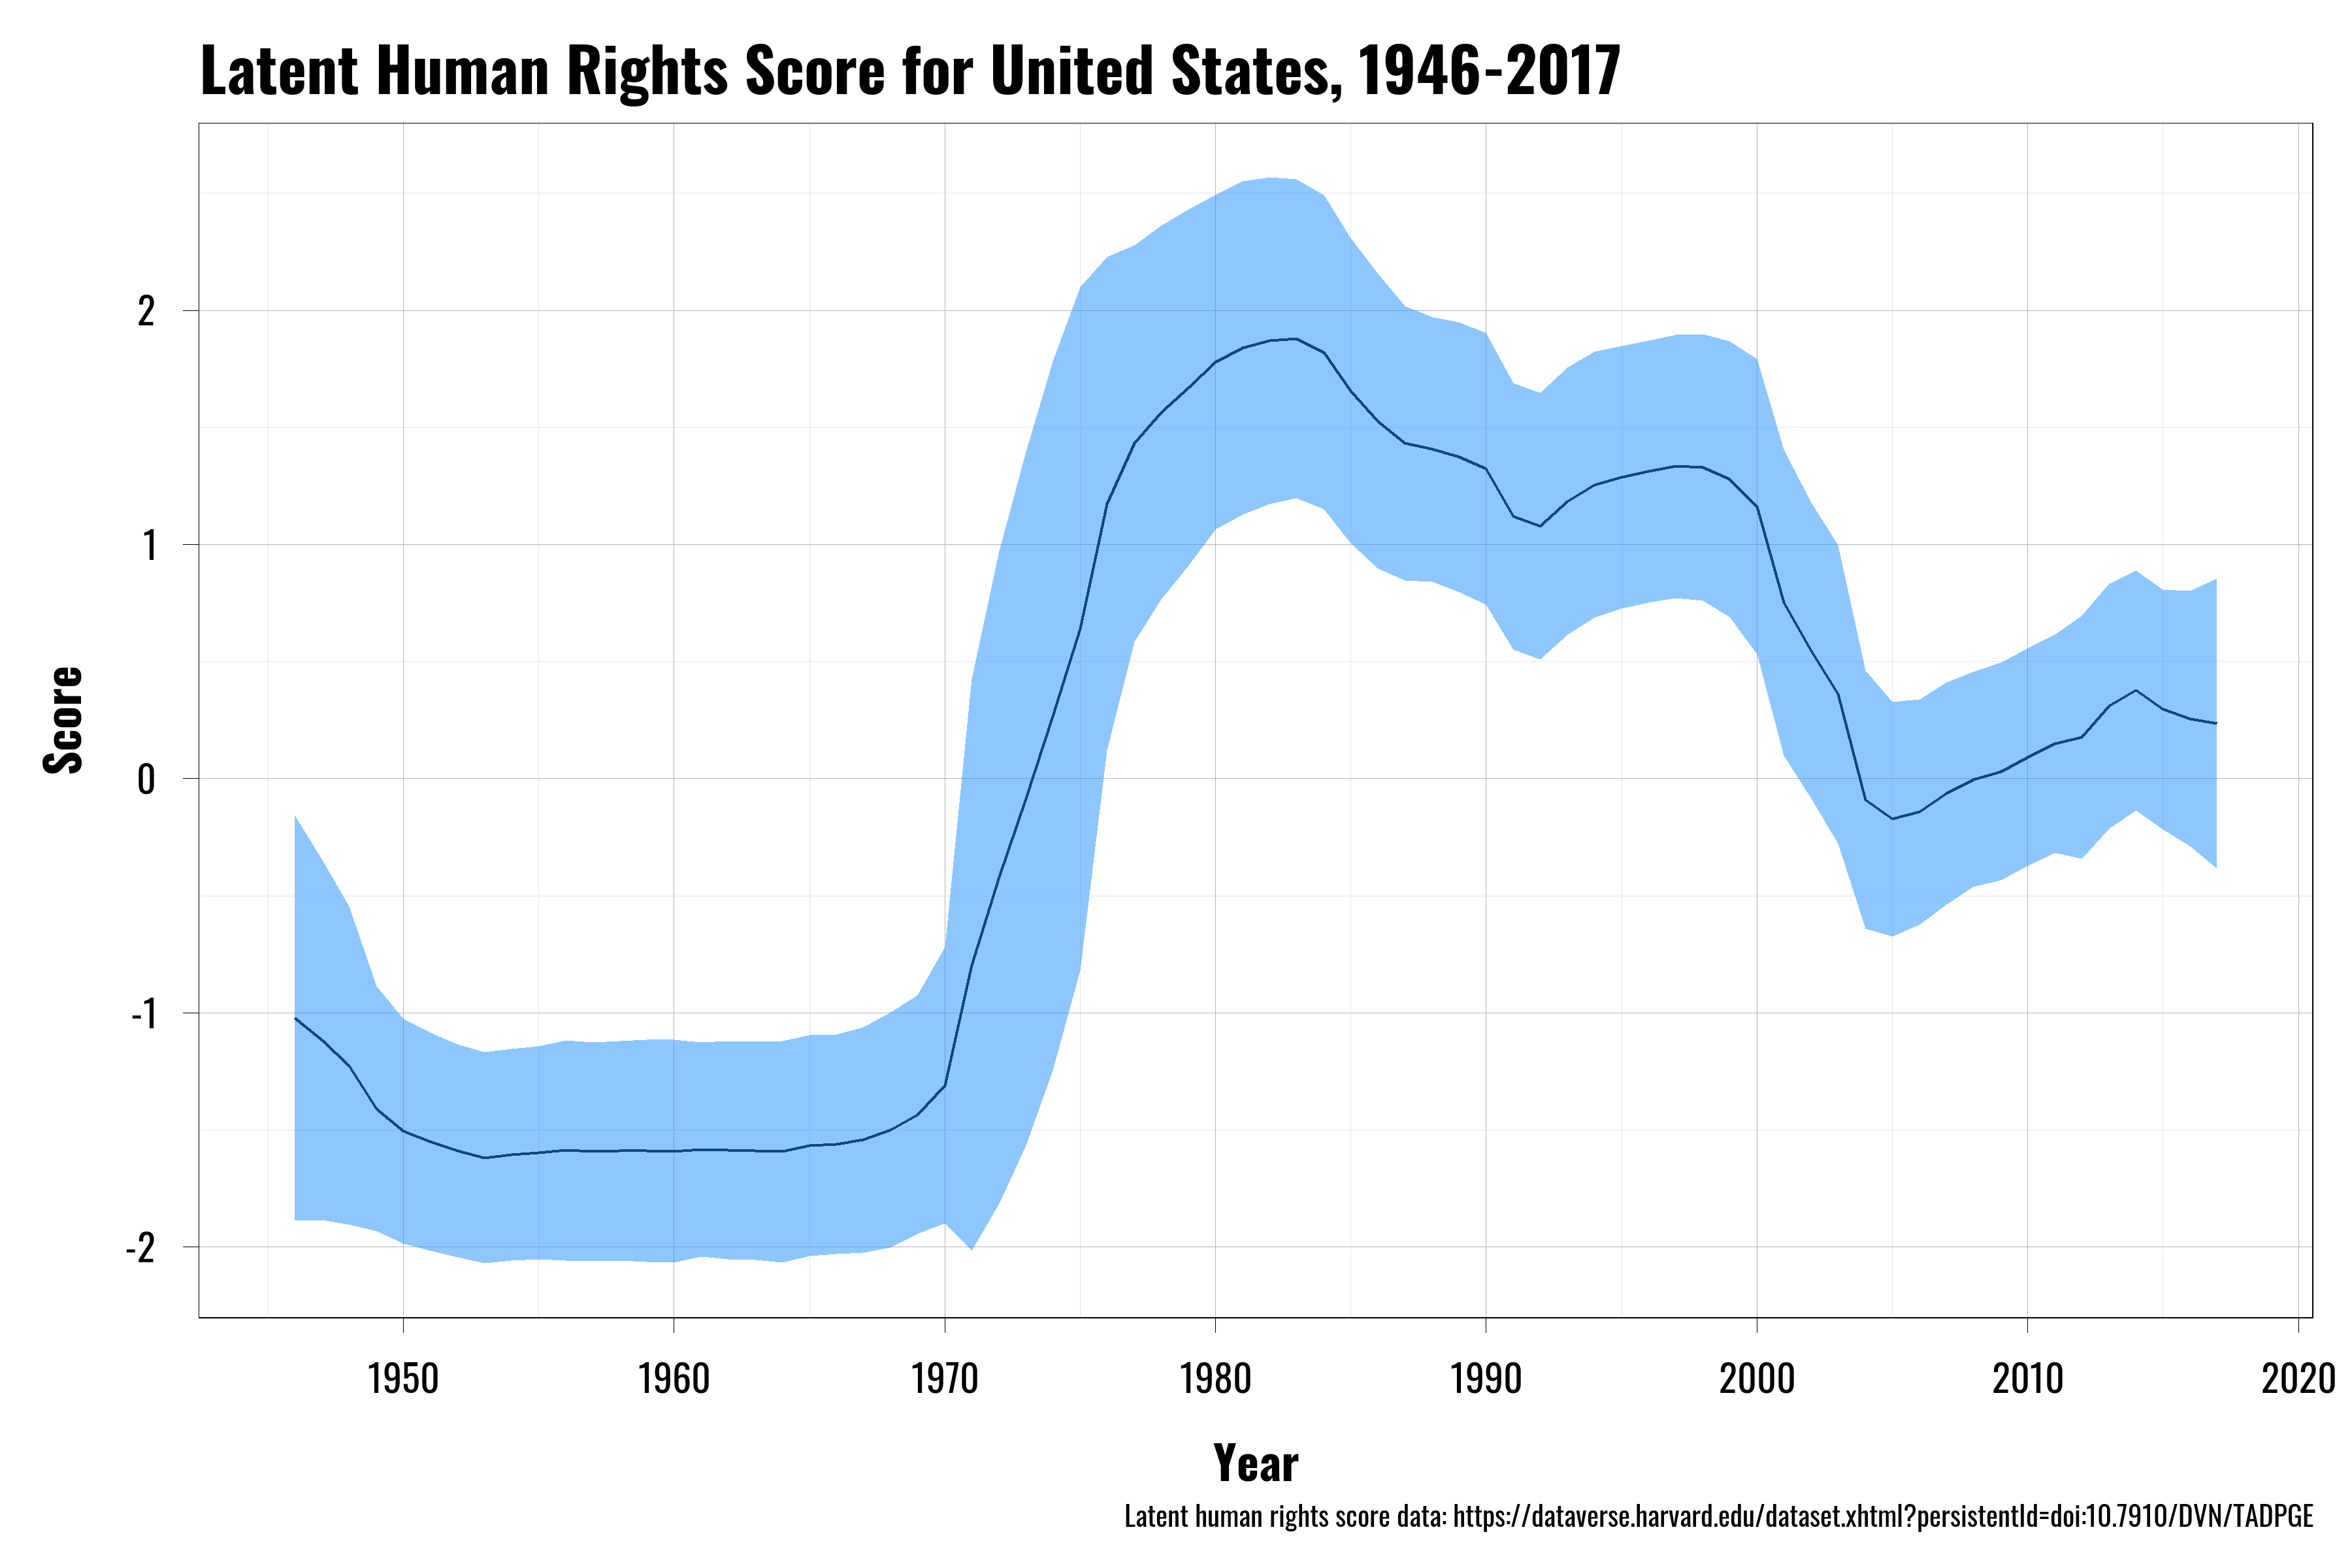 Latent Human Rights Score for United States, 1946-2017
Score
2
1
0
-1
-2
1950 1960 1970 1980 1990 2000 2010 2020
Year
Latent human rights score data: https://dataverse.harvard.edu/dataset.xhtml?persistentId=doi:10.7910/DVN/TADPGE